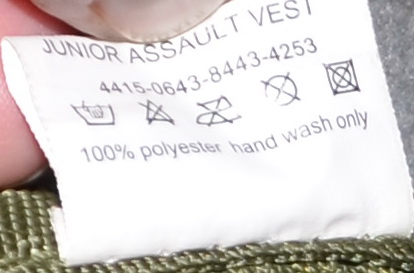 JUNIOR ASSAULT VEST
4415-0643-8443-4253
100% polyester hand wash only